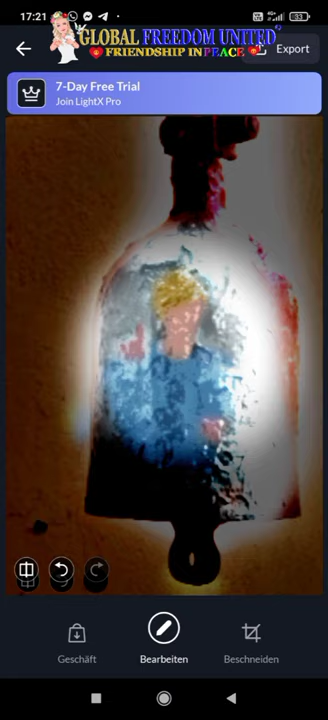 17:21
33
GLOBAL FREEDOM UNITED
FRIENDSHIP IN PEACE
Export
7-Day Free Trial
Join LightX Pro
Geschäft
Bearbeiten
Beschneiden